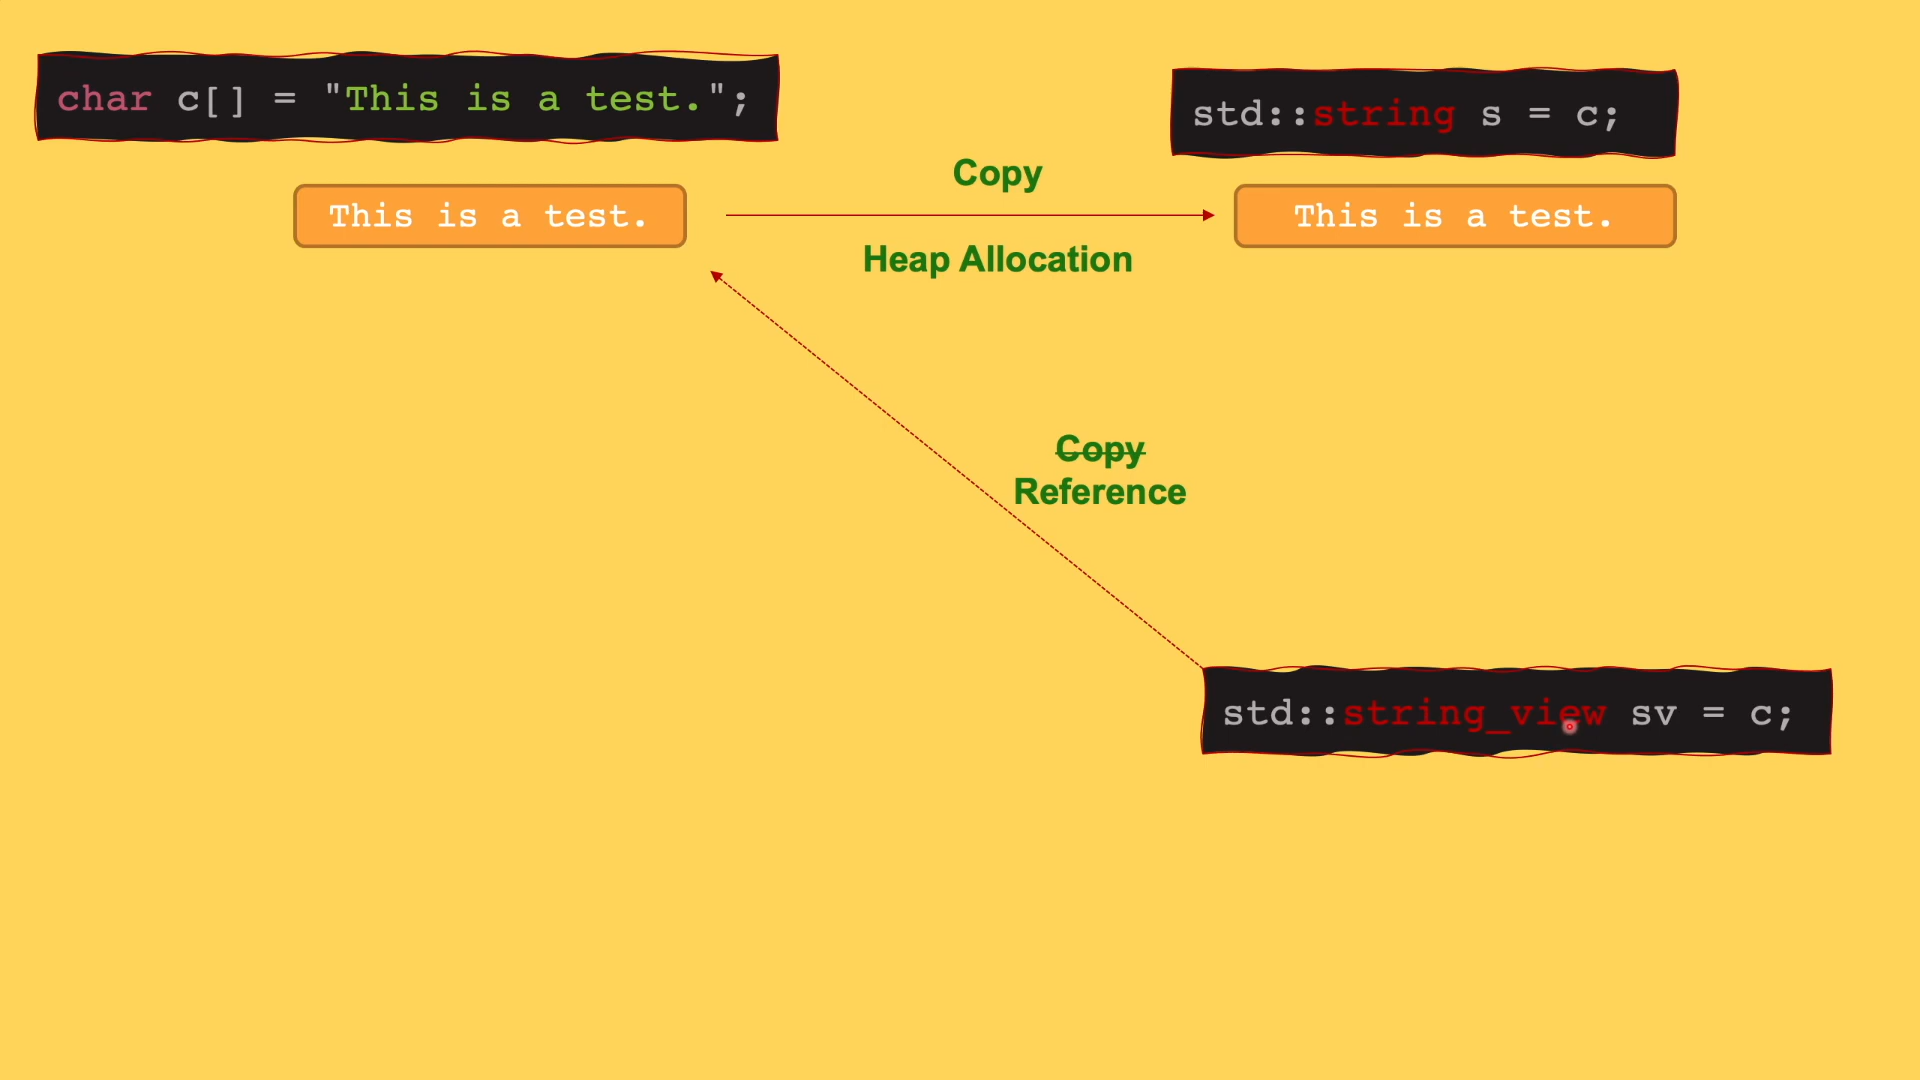 char c[] = "This is a test.";
std::string s = c;
Copy
This is a test.
This is a test.
Heap Allocation
Copy
Reference
std::string_view sv = c;